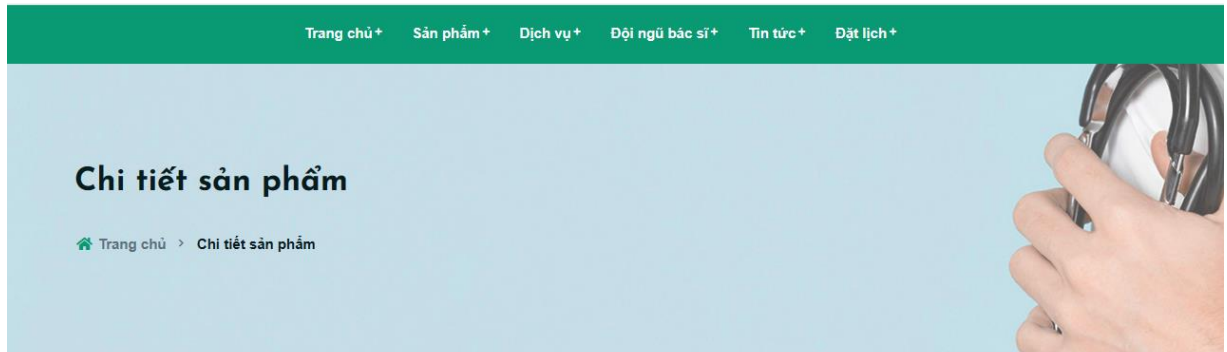 Trang chủ+ Sản phẩm+ Dịch vụ+ Đội ngũ bác sĩ+ Tin tức+ Đặt lịch+
Chi tiết sản phẩm
Trang chủ > Chi tiết sản phẩm